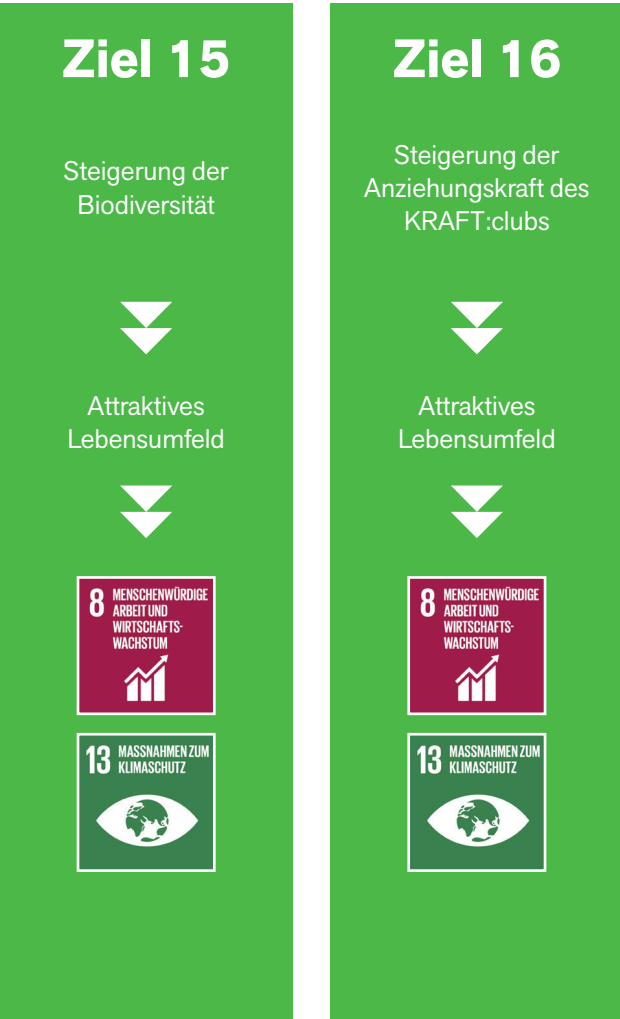 Ziel 15
Steigerung der
Biodiversität
Attraktives
Lebensumfeld
8 MENSCHENWÜRDIGE
ARBEIT UND
WIRTSCHAFTS-
WACHSTUM
13 MASSNAHMEN ZUM
KLIMASCHUTZ
Ziel 16
Steigerung der
Anziehungskraft des
KRAFT:clubs
Attraktives
Lebensumfeld
8 MENSCHENWÜRDIGE
ARBEIT UND
WIRTSCHAFTS-
WACHSTUM
13 MASSNAHMEN ZUM
KLIMASCHUTZ